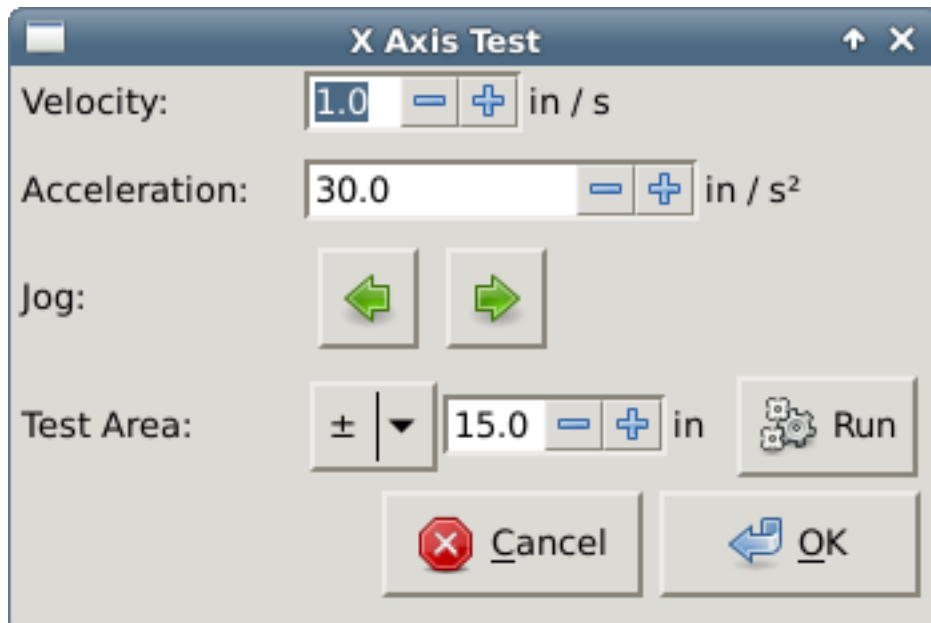 X Axis Test
Velocity: 1.0 in / s
Acceleration: 30.0 in / s²
Jog:
Test Area: ± 15.0 in Run
Cancel OK